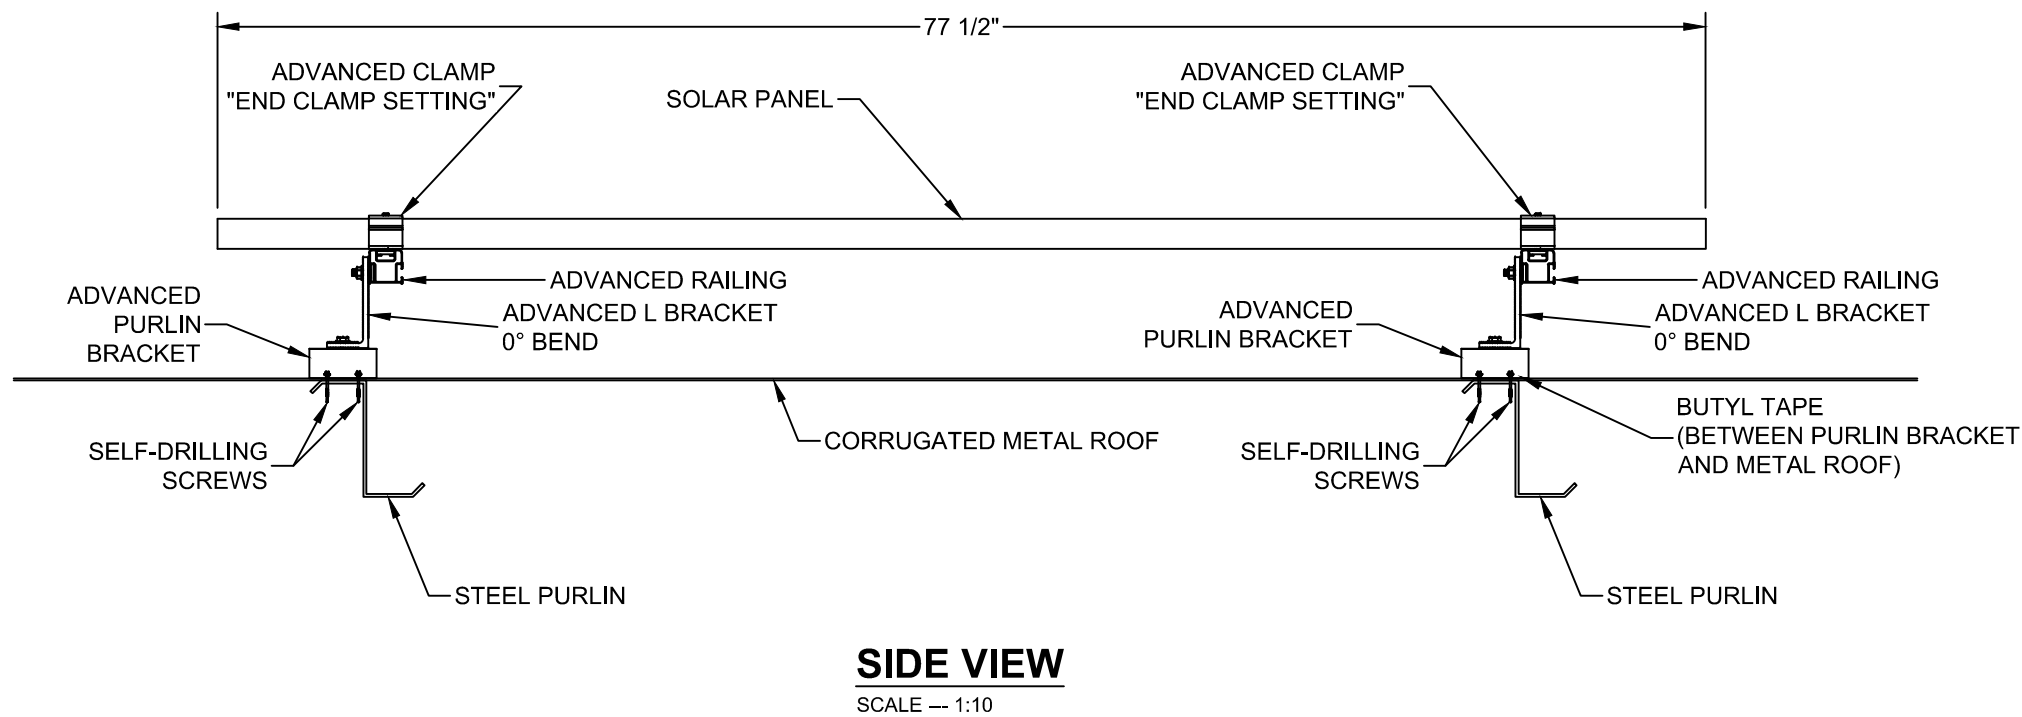 77 1/2"
ADVANCED CLAMP
"END CLAMP SETTING"
SOLAR PANEL
ADVANCED CLAMP
"END CLAMP SETTING"
ADVANCED RAILING
ADVANCED
PURLIN
BRACKET
ADVANCED L BRACKET
0° BEND
ADVANCED
PURLIN BRACKET
ADVANCED RAILING
ADVANCED L BRACKET
0° BEND
SELF-DRILLING
SCREWS
CORRUGATED METAL ROOF
SELF-DRILLING
SCREWS
BUTYL TAPE
(BETWEEN PURLIN BRACKET
AND METAL ROOF)
STEEL PURLIN
STEEL PURLIN
SIDE VIEW
SCALE --- 1:10